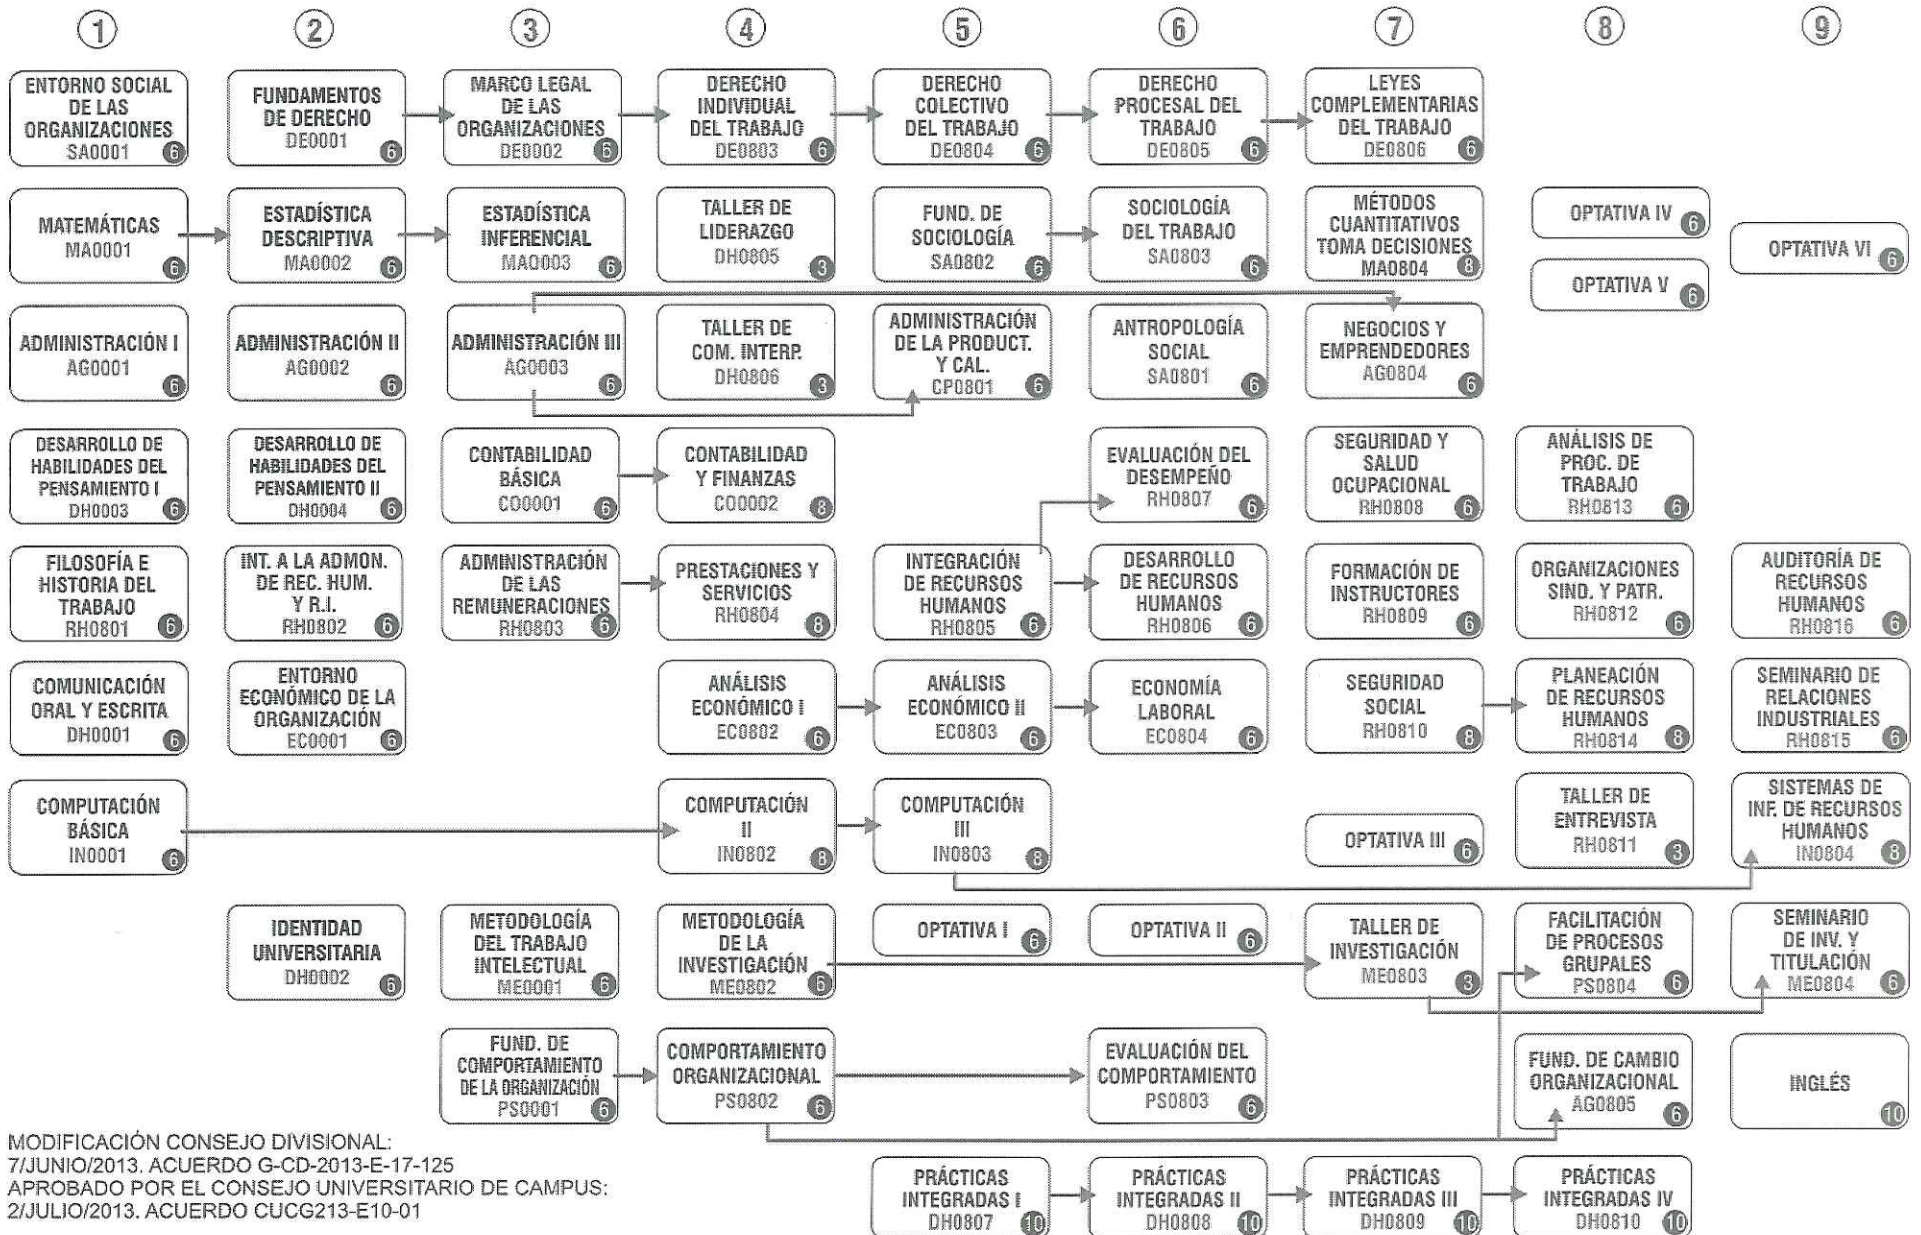 1 2 3 4 5 6 7 8 9
ENTORNO SOCIAL
DE LAS
ORGANIZACIONES
SA0001 6
FUNDAMENTOS
DE DERECHO
DE0001 6
MARCO LEGAL
DE LAS
ORGANIZACIONES
DE0002 6
DERECHO
INDIVIDUAL
DEL TRABAJO
DE0803 6
DERECHO
COLECTIVO
DEL TRABAJO
DE0804 6
DERECHO
PROCESAL DEL
TRABAJO
DE0805 6
LEYES
COMPLEMENTARIAS
DEL TRABAJO
DE0806 6
MATEMÁTICAS
MA0001 6
ESTADÍSTICA
DESCRIPTIVA
MA0002 6
ESTADÍSTICA
INFERENCIAL
MA0003 6
TALLER DE
LIDERAZGO
DH0805 3
FUND. DE
SOCIOLOGÍA
SA0802 6
SOCIOLOGÍA
DEL TRABAJO
SA0803 6
MÉTODOS
CUANTITATIVOS
TOMA DECISIONES
MA0804 8
OPTATIVA IV 6
OPTATIVA V 6
OPTATIVA VI 6
ADMINISTRACIÓN I
AG0001 6
ADMINISTRACIÓN II
AG0002 6
ADMINISTRACIÓN III
AG0003 6
TALLER DE
COM. INTERP.
DH0806 3
ADMINISTRACIÓN
DE LA PRODUCT.
Y CAL.
CP0801 6
ANTROPOLOGÍA
SOCIAL
SA0801 6
NEGOCIOS Y
EMPRENDEDORES
AG0804 6
DESARROLLO DE
HABILIDADES DEL
PENSAMIENTO I
DH0003 6
DESARROLLO DE
HABILIDADES DEL
PENSAMIENTO II
DH0004 6
CONTABILIDAD
BÁSICA
CO0001 6
CONTABILIDAD
Y FINANZAS
CO0002 8
EVALUACIÓN DEL
DESEMPEÑO
RH0807 6
SEGURIDAD Y
SALUD
OCUPACIONAL
RH0808 6
ANÁLISIS DE
PROC. DE
TRABAJO
RH0813 6
FILOSOFÍA E
HISTORIA DEL
TRABAJO
RH0801 6
INT. A LA ADMON.
DE REC. HUM.
Y R.I.
RH0802 6
ADMINISTRACIÓN
DE LAS
REMUNERACIONES
RH0803 6
PRESTACIONES Y
SERVICIOS
RH0804 8
INTEGRACIÓN
DE RECURSOS
HUMANOS
RH0805 6
DESARROLLO
DE RECURSOS
HUMANOS
RH0806 6
FORMACIÓN DE
INSTRUCTORES
RH0809 6
ORGANIZACIONES
SIND. Y PATR.
RH0812 6
AUDITORÍA DE
RECURSOS
HUMANOS
RH0816 6
COMUNICACIÓN
ORAL Y ESCRITA
DH0001 6
ENTORNO
ECONÓMICO DE LA
ORGANIZACIÓN
EC0001 6
ANÁLISIS
ECONÓMICO I
EC0802 6
ANÁLISIS
ECONÓMICO II
EC0803 6
ECONOMÍA
LABORAL
EC0804 6
SEGURIDAD
SOCIAL
RH0810 8
PLANEACIÓN
DE RECURSOS
HUMANOS
RH0814 8
SEMINARIO DE
RELACIONES
INDUSTRIALES
RH0815 6
COMPUTACIÓN
BÁSICA
IN0001 6
COMPUTACIÓN
II
IN0802 8
COMPUTACIÓN
III
IN0803 8
OPTATIVA III 6
TALLER DE
ENTREVISTA
RH0811 3
SISTEMAS DE
INF. DE RECURSOS
HUMANOS
IN0804 8
IDENTIDAD
UNIVERSITARIA
DH0002 6
METODOLOGÍA
DEL TRABAJO
INTELECTUAL
ME0001 6
METODOLOGÍA
DE LA
INVESTIGACIÓN
ME0802 6
OPTATIVA I 6
OPTATIVA II 6
TALLER DE
INVESTIGACIÓN
ME0803 3
FACILITACIÓN
DE PROCESOS
GRUPALES
PS0804 6
SEMINARIO
DE INV. Y
TITULACIÓN
ME0804 6
FUND. DE
COMPORTAMIENTO
DE LA ORGANIZACIÓN
PS0001 6
COMPORTAMIENTO
ORGANIZACIONAL
PS0802 6
EVALUACIÓN DEL
COMPORTAMIENTO
PS0803 6
FUND. DE CAMBIO
ORGANIZACIONAL
AG0805 6
INGLÉS
10
PRÁCTICAS
INTEGRADAS I
DH0807 10
PRÁCTICAS
INTEGRADAS II
DH0808 10
PRÁCTICAS
INTEGRADAS III
DH0809 10
PRÁCTICAS
INTEGRADAS IV
DH0810 10
MODIFICACIÓN CONSEJO DIVISIONAL:
7/JUNIO/2013. ACUERDO G-CD-2013-E-17-125
APROBADO POR EL CONSEJO UNIVERSITARIO DE CAMPUS:
2/JULIO/2013. ACUERDO CUCG213-E10-01